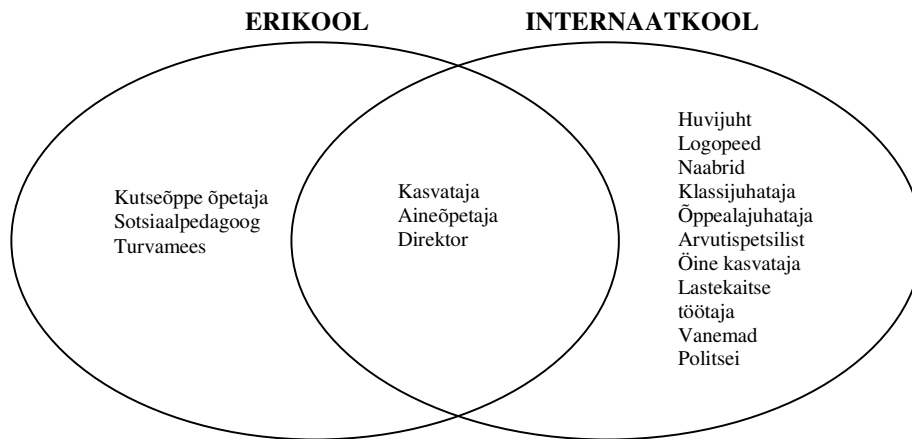 ERIKOOL
INTERNAATKOOL
Kutseõppe õpetaja
Sotsiaalpedagoog
Turvamees
Kasvataja
Aineõpetaja
Direktor
Huvijuht
Logopeed
Naabrid
Klassijuhataja
Õppealajuhataja
Arvutispetsilist
Öine kasvataja
Lastekaitse
töötaja
Vanemad
Politsei